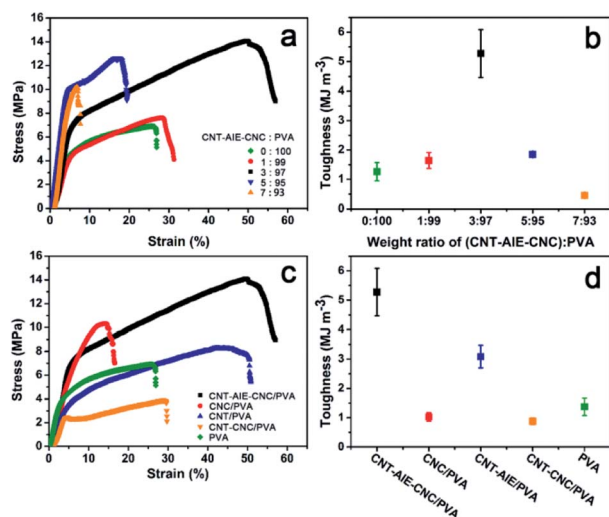 a
Stress (MPa)
16
14
12
10
8
6
4
2
0
CNT-AIE-CNC : PVA
0 : 100
1 : 99
3 : 97
5 : 95
7 : 93
0 10 20 30 40 50 60
Strain (%)
b
Toughness (MJ m⁻³)
6
5
4
3
2
1
0
0:100 1:99 3:97 5:95 7:93
Weight ratio of (CNT-AIE-CNC):PVA
c
Stress (MPa)
16
14
12
10
8
6
4
2
0
CNT-AIE-CNC/PVA
CNC/PVA
CNT/PVA
CNT-CNC/PVA
PVA
0 10 20 30 40 50 60
Strain (%)
d
Toughness (MJ m⁻³)
6
5
4
3
2
1
0
CNT-AIE-CNC/PVA
CNC/PVA
CNT-AIE/PVA
CNT-CNC/PVA
PVA